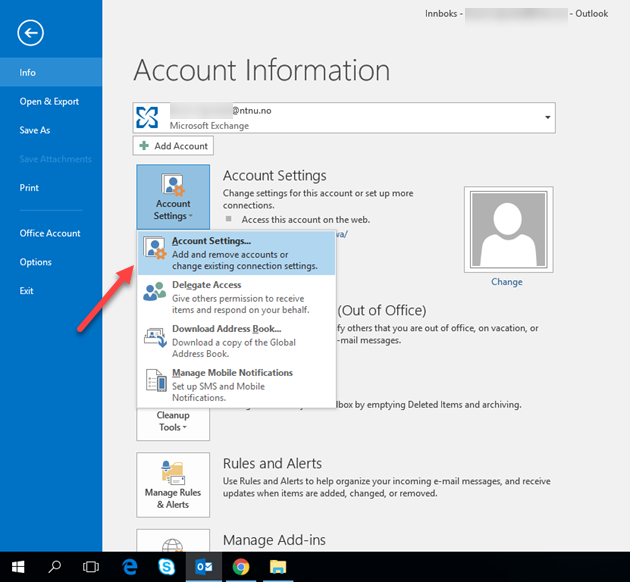 Innboks - - Outlook
Info
Open & Export
Save As
Save Attachments
Print
Office Account
Options
Exit
Account Information
@ntnu.no
Microsoft Exchange
Add Account
Account
Settings
Account Settings
Change settings for this account or set up more
connections.
Access this account on the web.
/
Change
Account Settings...
Add and remove accounts or
change existing connection settings.
Delegate Access
Give others permission to receive
items and respond on your behalf.
Download Address Book...
Download a copy of the Global
Address Book.
Manage Mobile Notifications
Set up SMS and Mobile
Notifications.
(Out of Office)
fy others that you are out of office, on vacation, or
-mail messages.
box by emptying Deleted Items and archiving.
Cleanup
Tools
Manage Rules
& Alerts
Rules and Alerts
Use Rules and Alerts to help organize your incoming e-mail messages, and receive
updates when items are added, changed, or removed.
Manage Add-ins